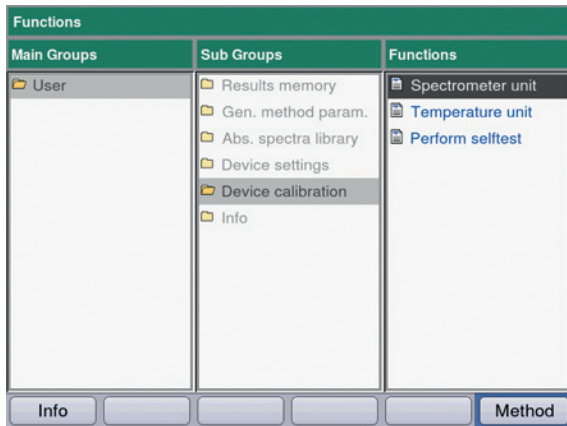 Functions
Main Groups
Sub Groups
Functions
User
Results memory
Gen. method param.
Abs. spectra library
Device settings
Device calibration
Info
Spectrometer unit
Temperature unit
Perform selftest
Info
Method